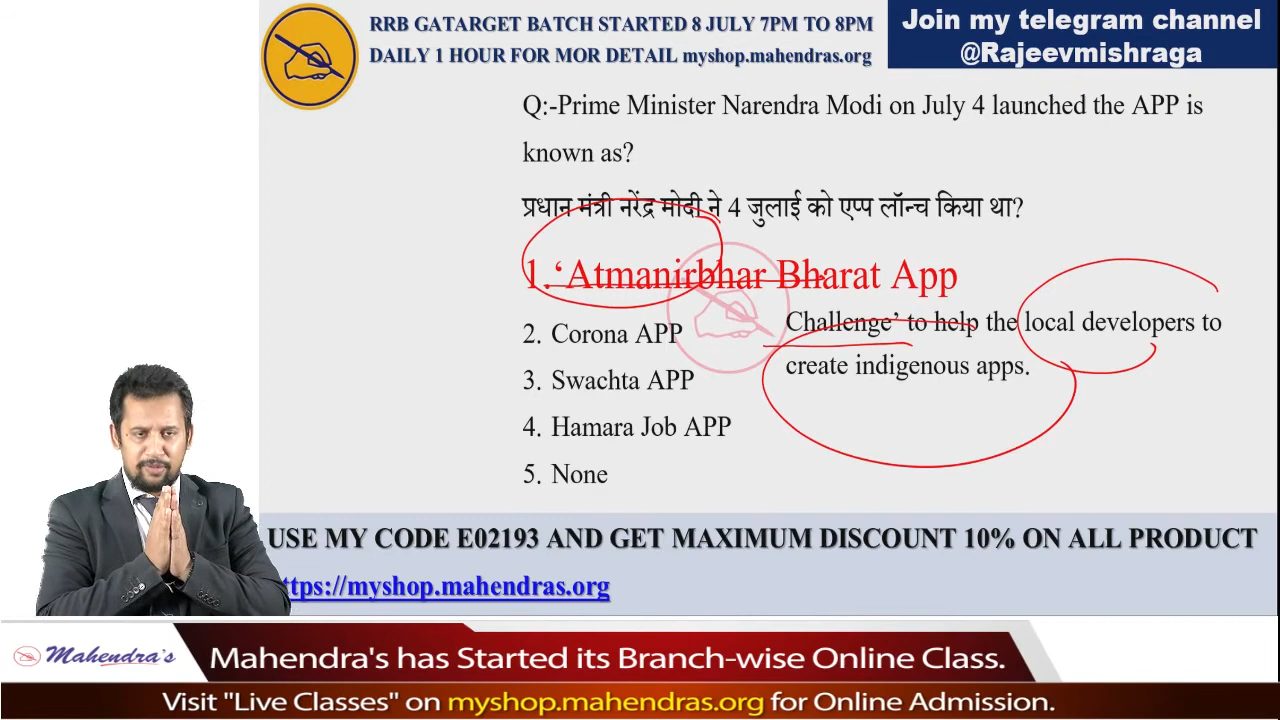 RRB GATARGET BATCH STARTED 8 JULY 7PM TO 8PM
DAILY 1 HOUR FOR MOR DETAIL myshop.mahendras.org
Join my telegram channel
@Rajeevmishraga
Q:-Prime Minister Narendra Modi on July 4 launched the APP is
known as?
प्रधान मंत्री नरेंद्र मोदी ने 4 जुलाई को एप्प लॉन्च किया था?
1. ‘Atmanirbhar Bharat App
Challenge’ to help the local developers to
create indigenous apps.
2. Corona APP
3. Swachta APP
4. Hamara Job APP
5. None
USE MY CODE E02193 AND GET MAXIMUM DISCOUNT 10% ON ALL PRODUCT
ttps://myshop.mahendras.org
Mahendra's
Mahendra's has Started its Branch-wise Online Class.
Visit "Live Classes" on myshop.mahendras.org for Online Admission.